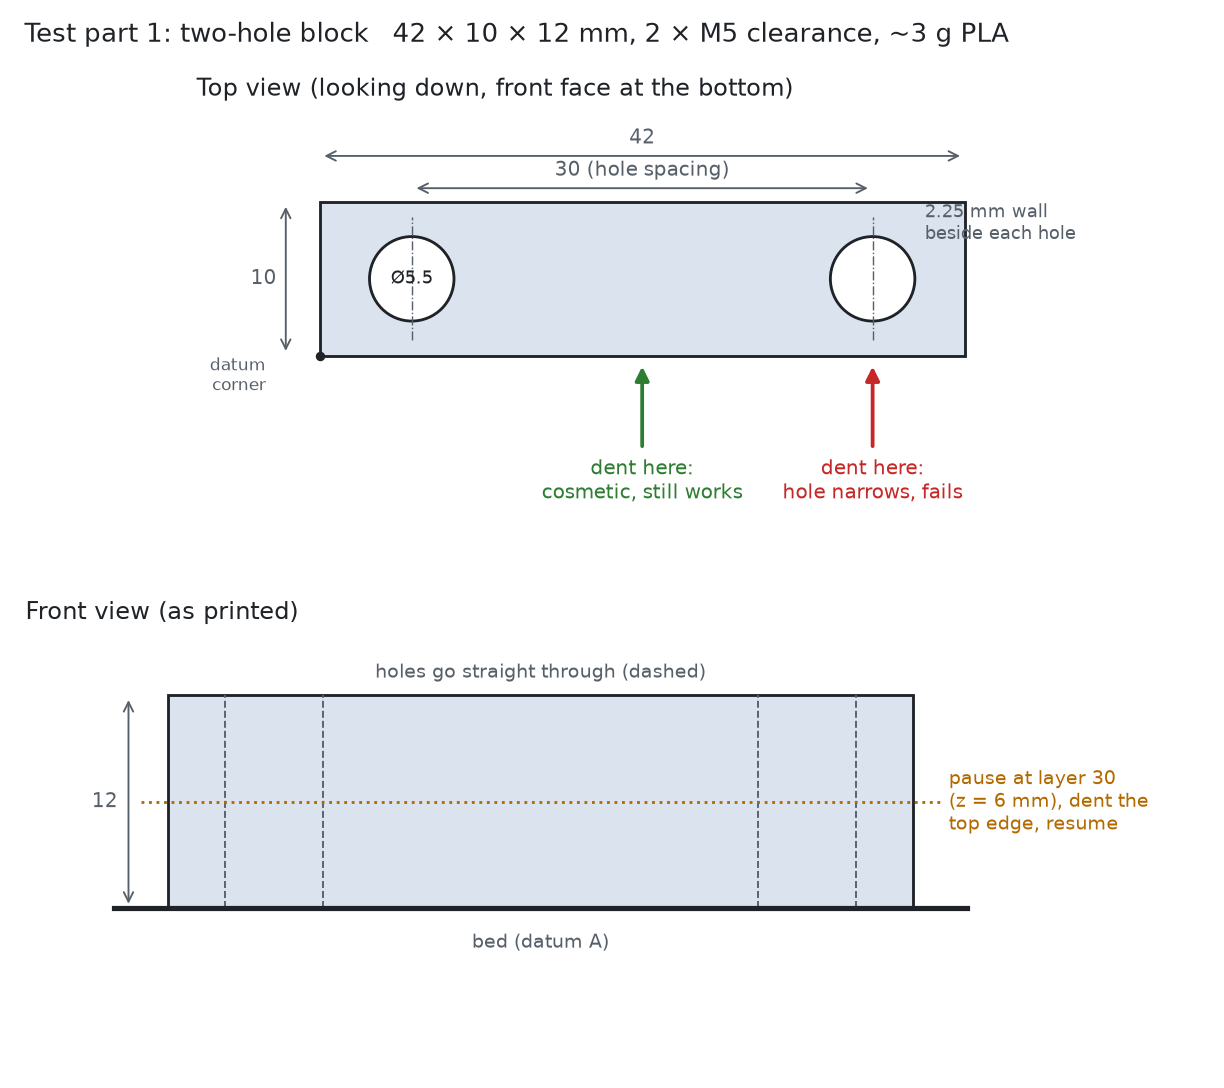 Test part 1: two-hole block   42 × 10 × 12 mm, 2 × M5 clearance, ~3 g PLA
Top view (looking down, front face at the bottom)
42
30 (hole spacing)
2.25 mm wall
beside each hole
10
Ø5.5
datum
corner
dent here:
cosmetic, still works
dent here:
hole narrows, fails
Front view (as printed)
holes go straight through (dashed)
12
pause at layer 30
(z = 6 mm), dent the
top edge, resume
bed (datum A)